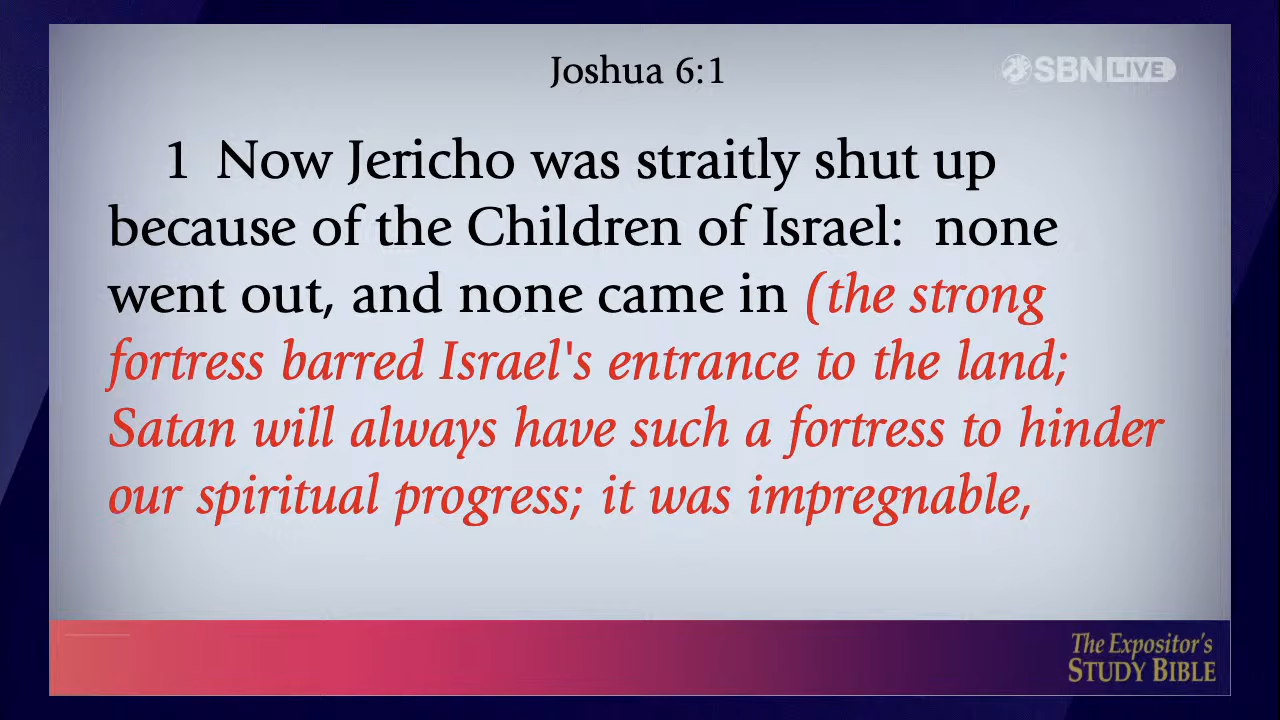 Joshua 6:1
SBN LIVE
1 Now Jericho was straitly shut up
because of the Children of Israel: none
went out, and none came in (the strong
fortress barred Israel's entrance to the land;
Satan will always have such a fortress to hinder
our spiritual progress; it was impregnable,
The Expositor's
STUDY BIBLE